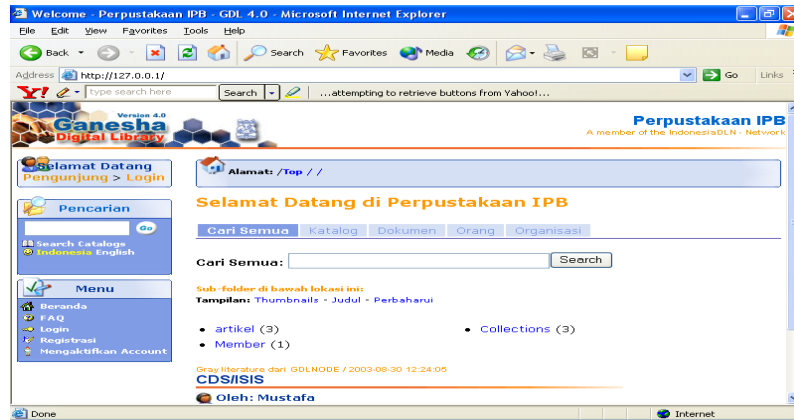 Welcome - Perpustakaan IPB - GDL 4.0 - Microsoft Internet Explorer
File Edit View Favorites Tools Help
Back Search Favorites Media
Address http://127.0.0.1/ Go Links
Y! type search here Search ...attempting to retrieve buttons from Yahoo!...
Version 4.0
Ganesha
Digital Library
Perpustakaan IPB
A member of the IndonesiaDLN - Network
Selamat Datang
Pengunjung > Login
Alamat: /Top / /
Pencarian
Go
Search Catalogs
Indonesia English
Menu
Beranda
FAQ
Login
Registrasi
Mengaktifkan Account
Selamat Datang di Perpustakaan IPB
Cari Semua Katalog Dokumen Orang Organisasi
Cari Semua: Search
Sub-folder di bawah lokasi ini:
Tampilan: Thumbnails - Judul - Perbaharui
artikel (3)
Collections (3)
Member (1)
Gray literature dari GDLNODE / 2003-08-30 12:24:05
CDS/ISIS
Oleh: Mustafa
Done Internet